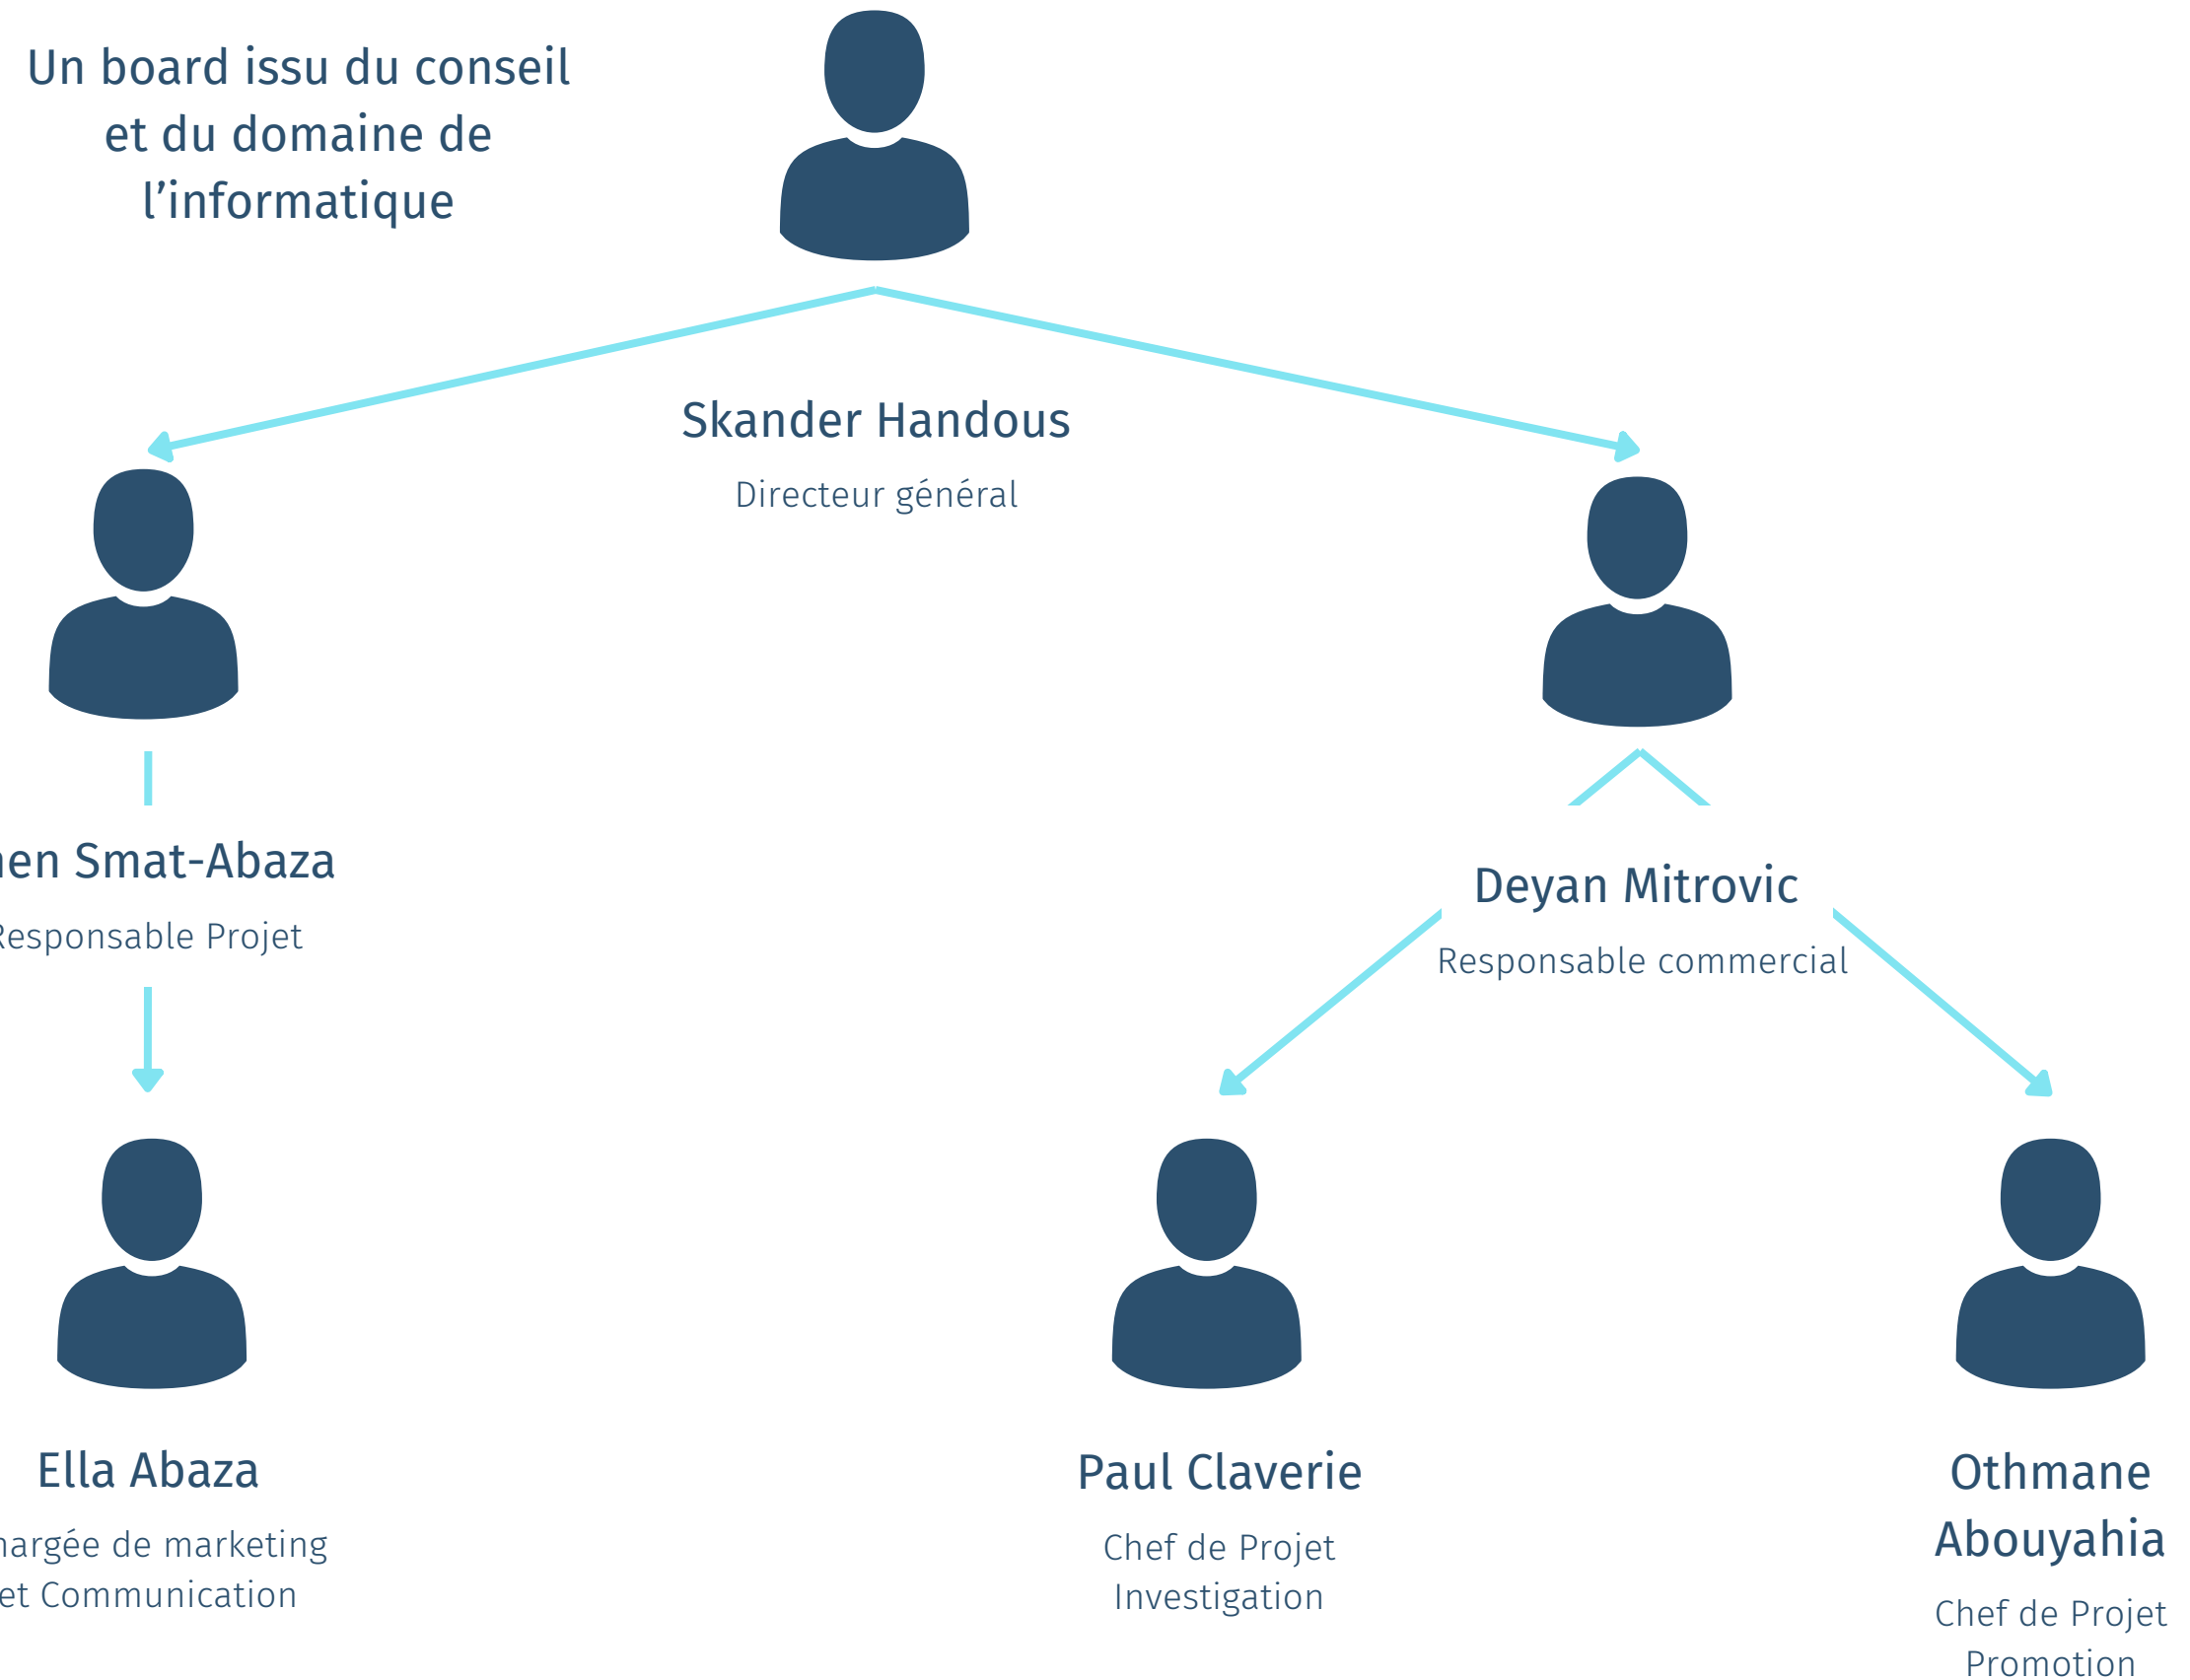 Un board issu du conseil
et du domaine de
l’informatique
Skander Handous
Directeur général
Smat-Abaza
Responsable Projet
Deyan Mitrovic
Responsable commercial
Ella Abaza
de marketing
et Communication
Paul Claverie
Chef de Projet
Investigation
Othmane
Abouyahia
Chef de Projet
Promotion